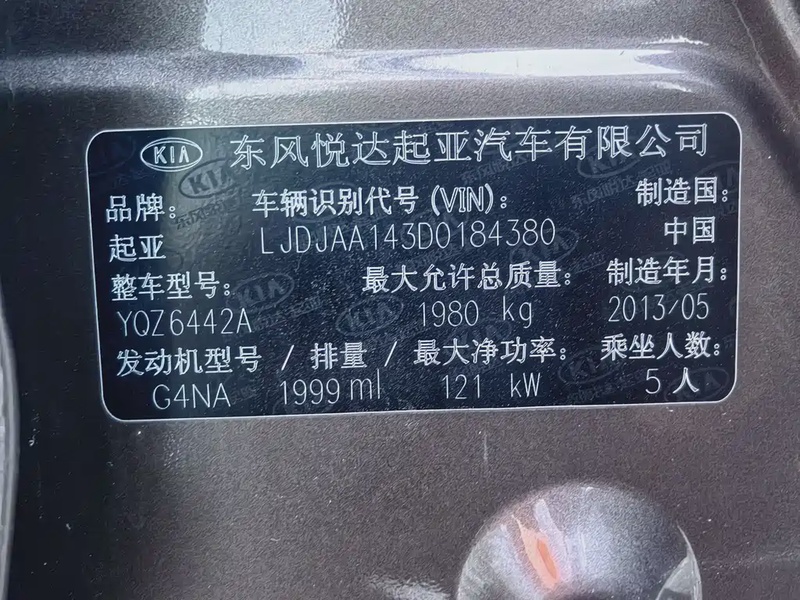 KIA 东风悦达起亚汽车有限公司
品牌: 车辆识别代号(VIN): 制造国:
起亚 LJDJAA143D0184380 中国
整车型号: 最大允许总质量: 制造年月:
YQZ6442A 1980 kg 2013/05
发动机型号 / 排量 / 最大净功率: 乘坐人数:
G4NA 1999ml 121 kW 5人